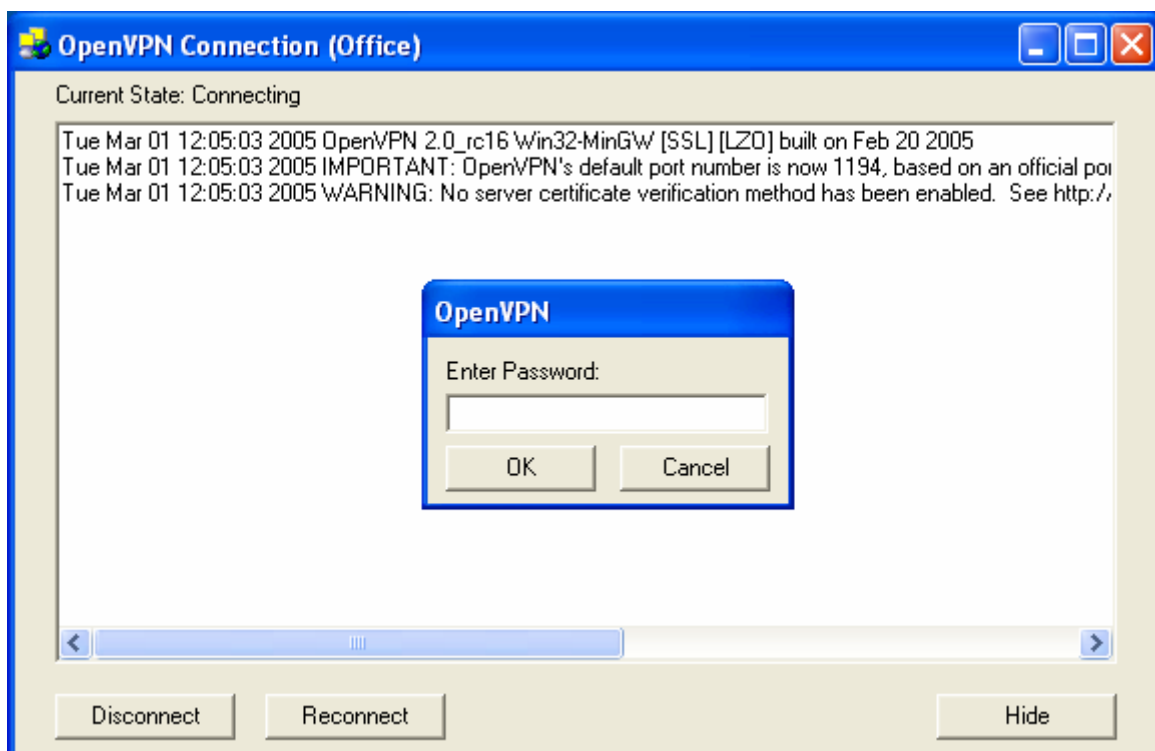 OpenVPN Connection (Office)
Current State: Connecting
Tue Mar 01 12:05:03 2005 OpenVPN 2.0_rc16 Win32-MinGW [SSL] [LZO] built on Feb 20 2005
Tue Mar 01 12:05:03 2005 IMPORTANT: OpenVPN's default port number is now 1194, based on an official
Tue Mar 01 12:05:03 2005 WARNING: No server certificate verification method has been enabled.  See http:/
OpenVPN
Enter Password:
OK Cancel
Disconnect Reconnect Hide